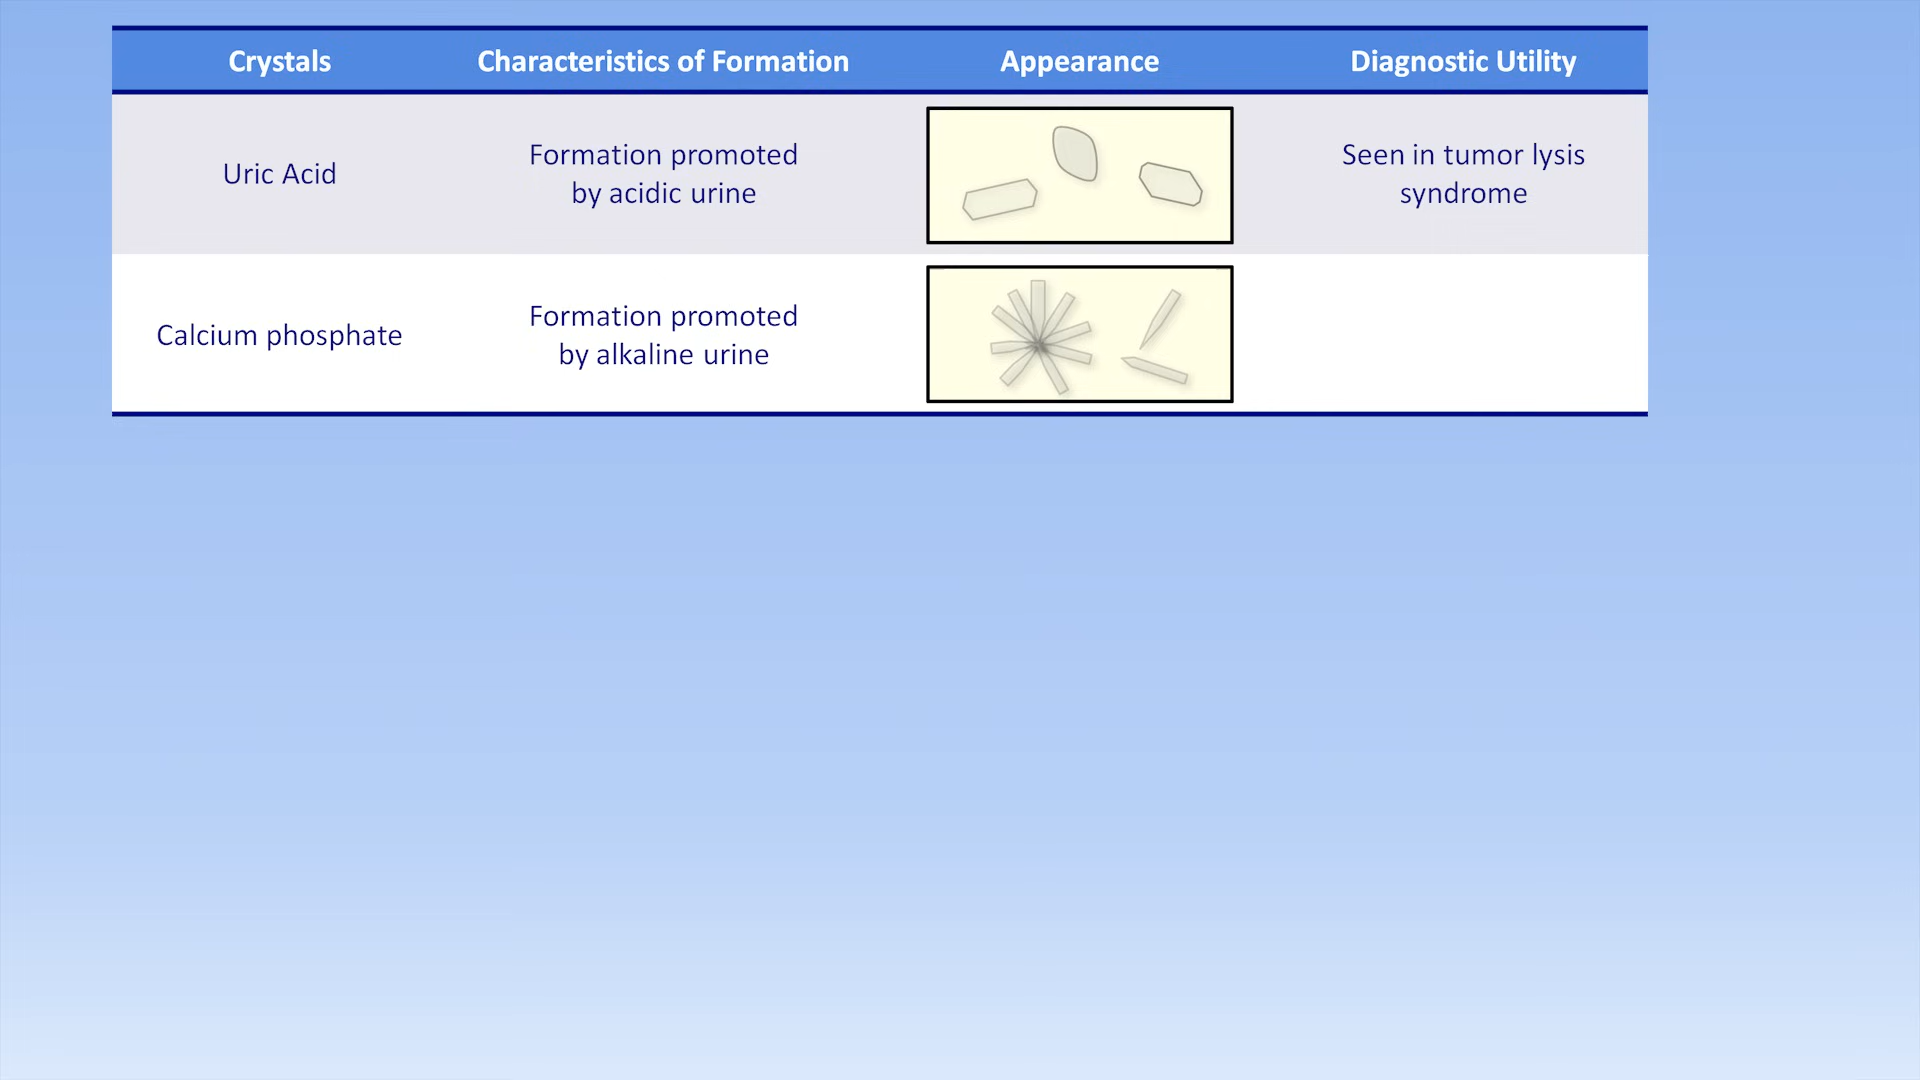 Crystals
Characteristics of Formation
Appearance
Diagnostic Utility
Uric Acid
Formation promoted
by acidic urine
Seen in tumor lysis
syndrome
Calcium phosphate
Formation promoted
by alkaline urine